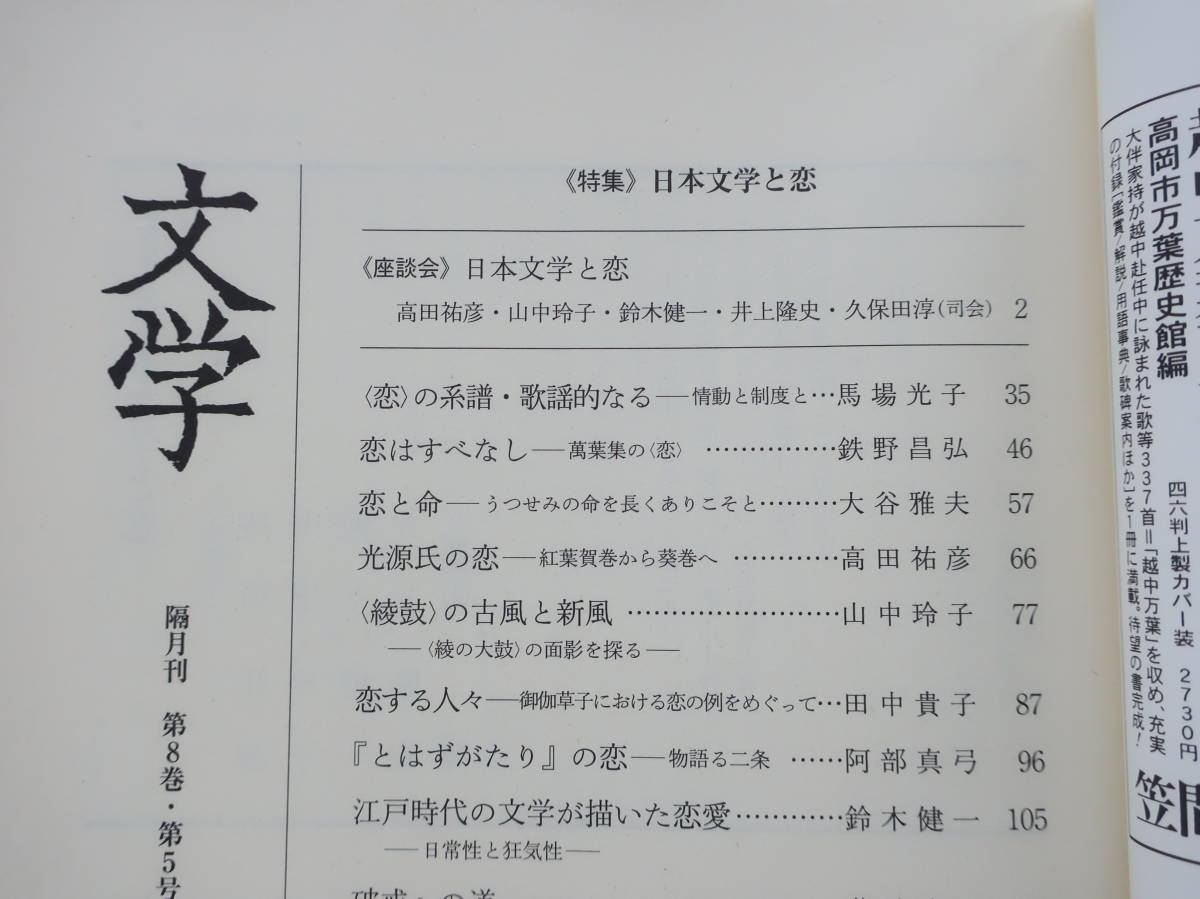 文学
隔月刊 第8巻・第5号
《特集》日本文学と恋
《座談会》日本文学と恋
高田祐彦・山中玲子・鈴木健一・井上隆史・久保田淳(司会) 2
〈恋〉の系譜・歌謡的なる──情動と制度と…馬場光子 35
恋はすべなし──萬葉集の〈恋〉……………鉄野昌弘 46
恋と命──うつせみの命を長くありこそと………大谷雅夫 57
光源氏の恋──紅葉賀巻から葵巻へ…………高田祐彦 66
〈綾鼓〉の古風と新風……………………山中玲子 77
──〈綾の大鼓〉の面影を探る──
恋する人々──御伽草子における恋の例をめぐって…田中貴子 87
『とはずがたり』の恋──物語る二条……阿部真弓 96
江戸時代の文学が描いた恋愛…………鈴木健一 105
──日常性と狂気性──
高岡市万葉歴史館編
大伴家持が越中赴任中に詠まれた歌等337首＝「越中万葉」を収め、充実
の付録「鑑賞/解説/用語事典/歌碑案内ほか」を1冊に満載。待望の書完成！
四六判上製カバー装 2730円